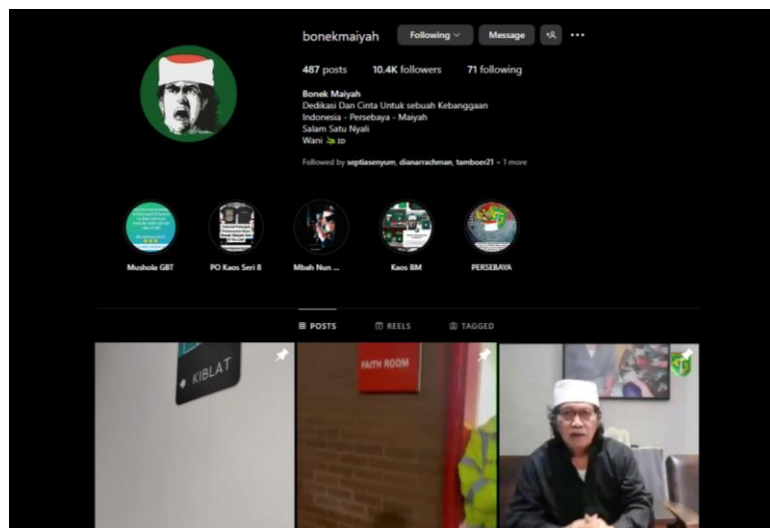 bonekmaiyah Following Message
487 posts 10.4K followers 71 following
Bonek Maiyah
Dedikasi Dan Cinta Untuk sebuah Kebanggaan
Indonesia - Persebaya - Maiyah
Salam Satu Nyali
Wani 🐊 ID
Followed by septiasenyum, dianarrachman, tamboer21 + 1 more
Mushola GBT PO Kaos Seri 8 Mbah Nun ... Kaos BM PERSEBAYA
POSTS REELS TAGGED
KIBLAT
FAITH ROOM